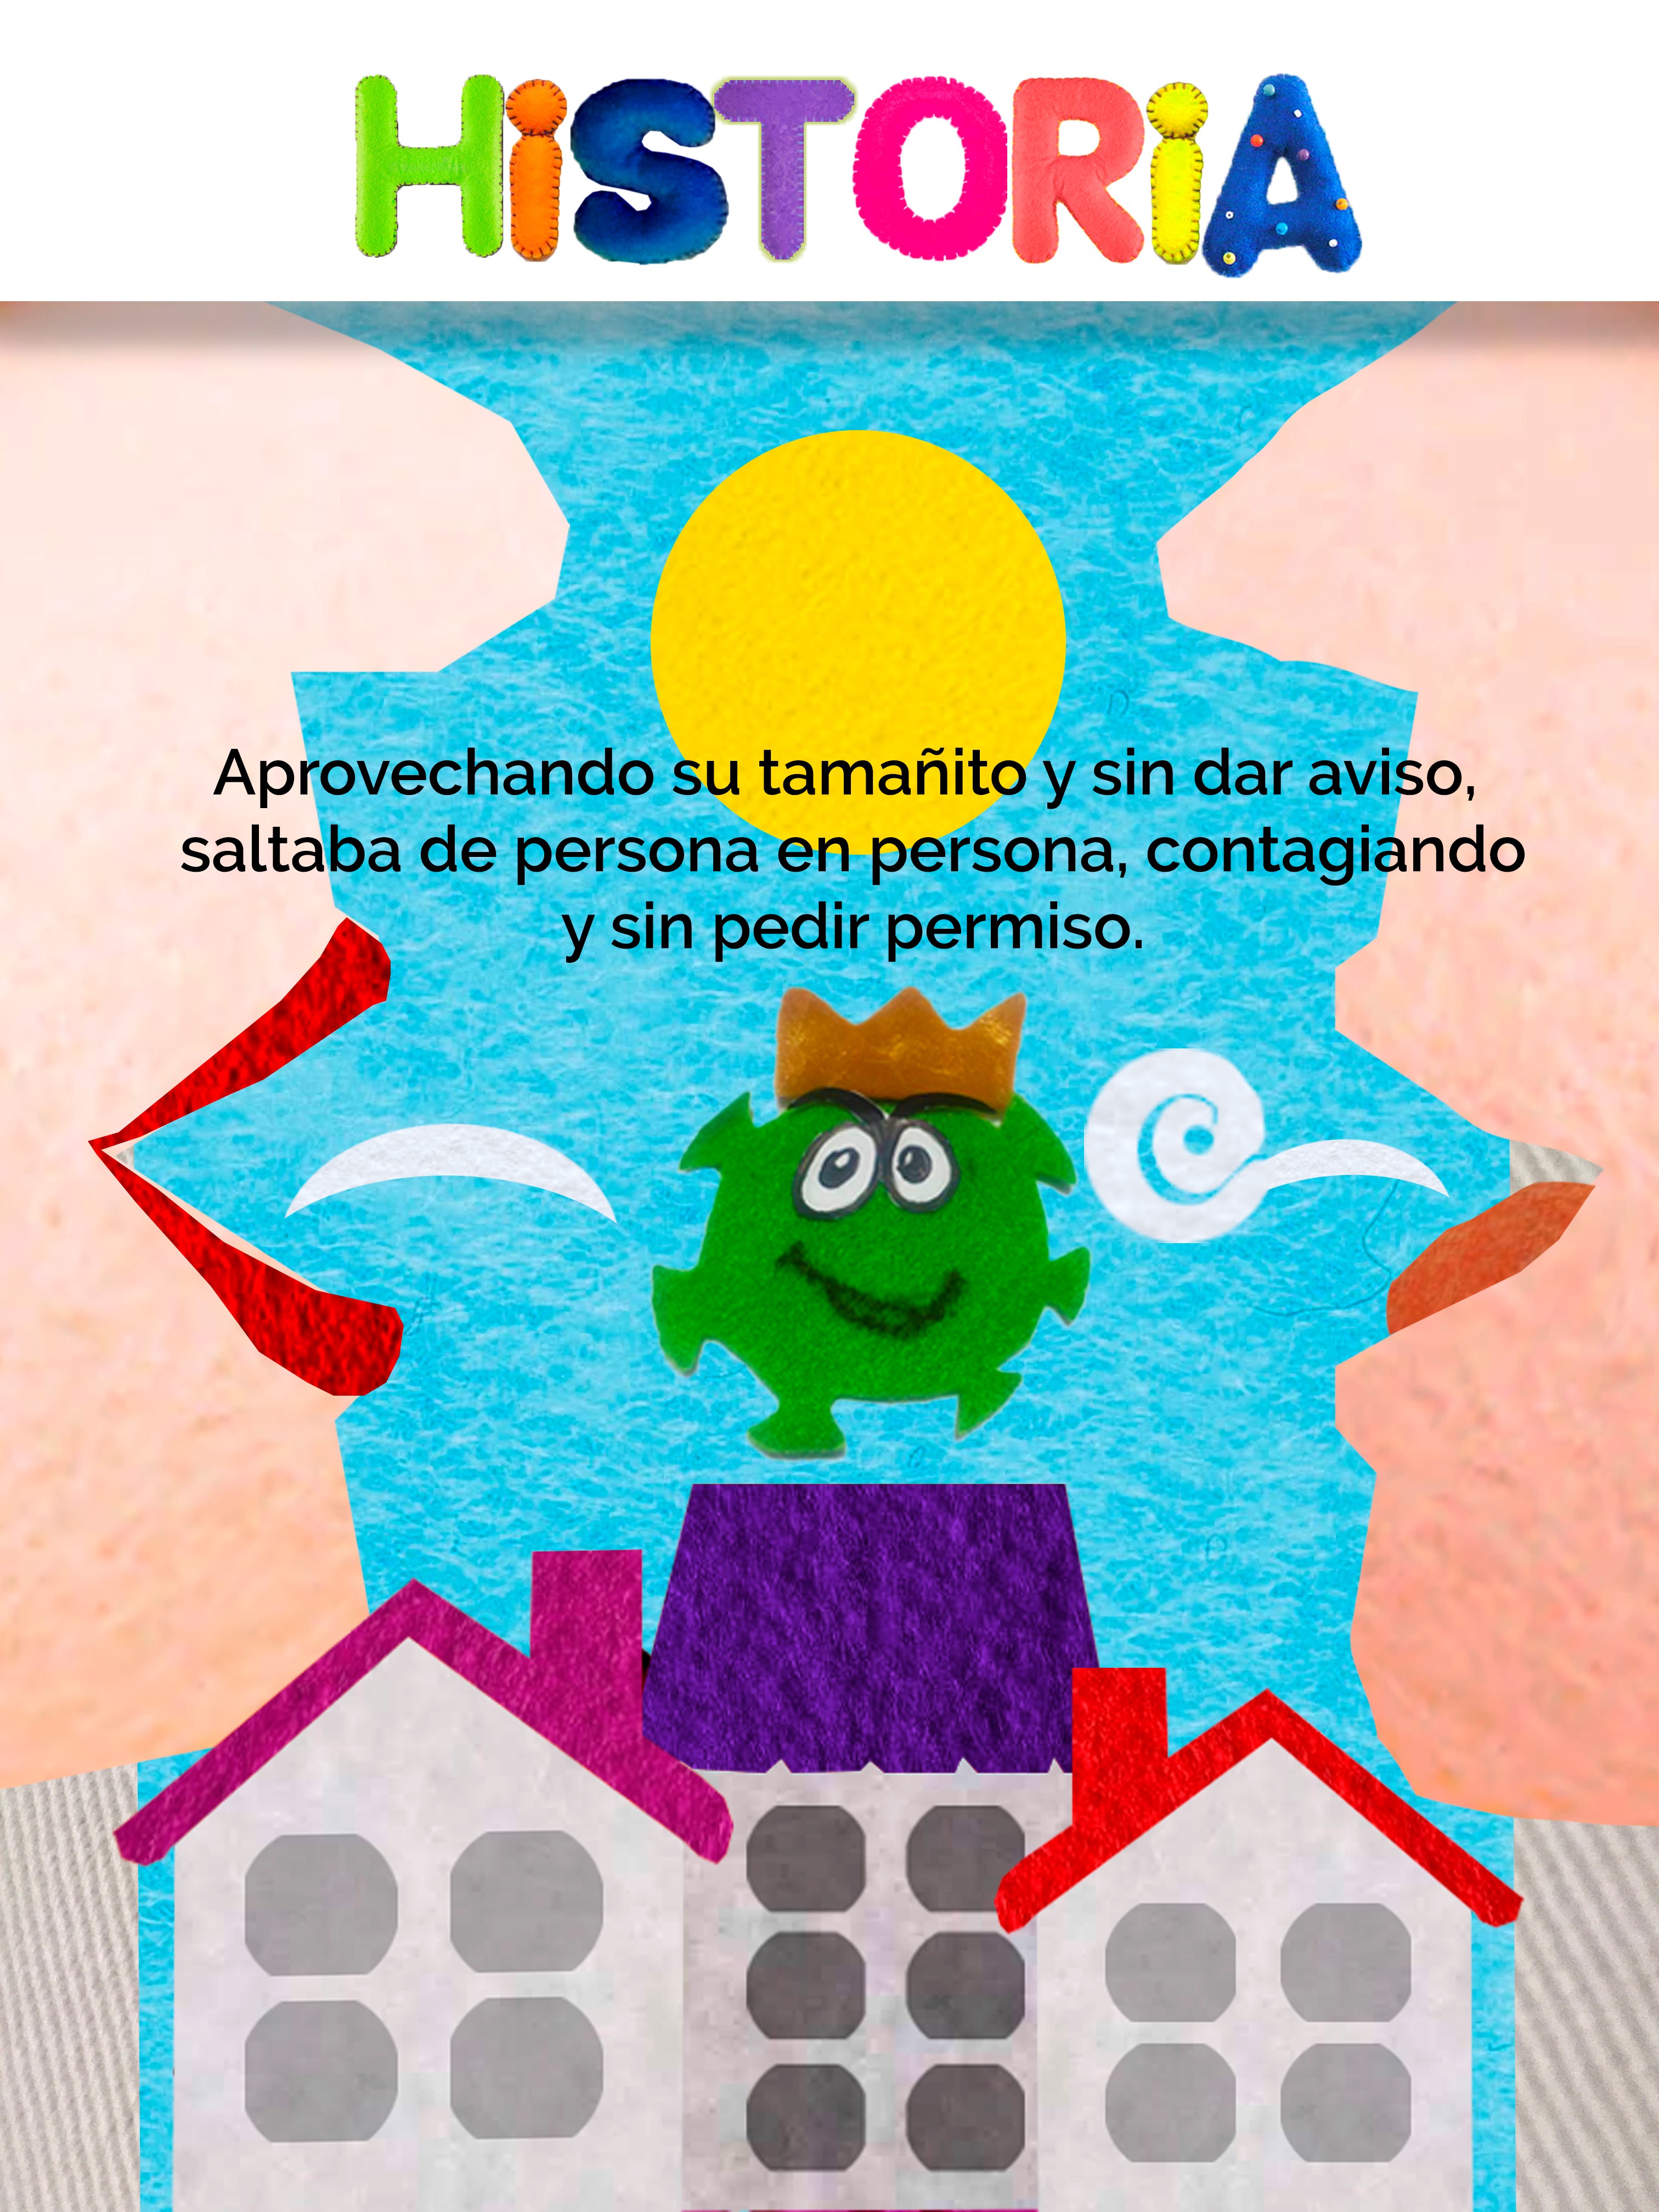 HiSTORiA
Aprovechando su tamañito y sin dar aviso,
saltaba de persona en persona, contagiando
y sin pedir permiso.